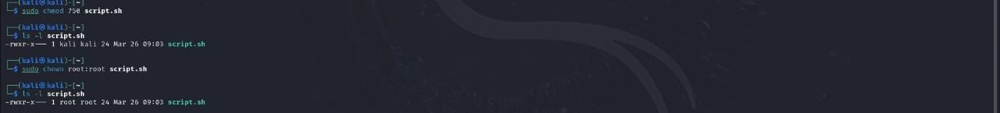 ┌──(kali㉿kali)-[~]
└─$ sudo chmod 750 script.sh
┌──(kali㉿kali)-[~]
└─$ ls -l script.sh
-rwxr-x--- 1 kali kali 24 Mar 26 09:03 script.sh
┌──(kali㉿kali)-[~]
└─$ sudo chown root:root script.sh
┌──(kali㉿kali)-[~]
└─$ ls -l script.sh
-rwxr-x--- 1 root root 24 Mar 26 09:03 script.sh